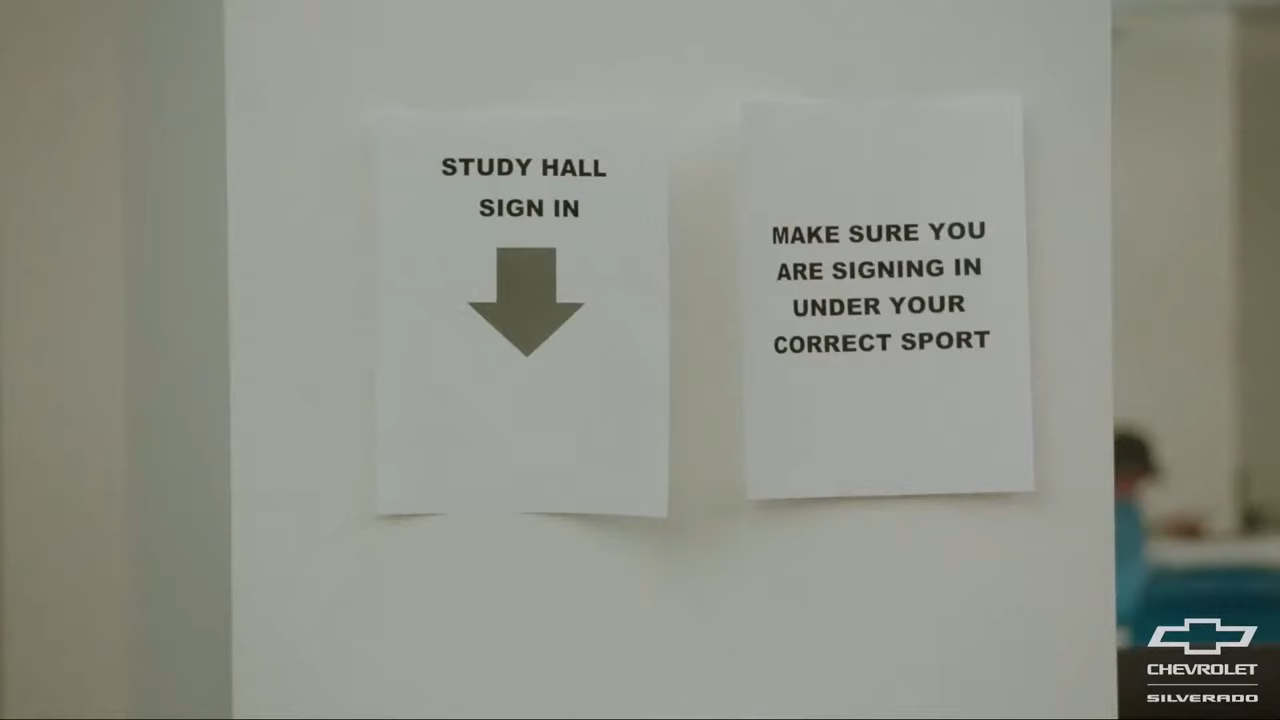 STUDY HALL
SIGN IN
MAKE SURE YOU
ARE SIGNING IN
UNDER YOUR
CORRECT SPORT
CHEVROLET
SILVERADO